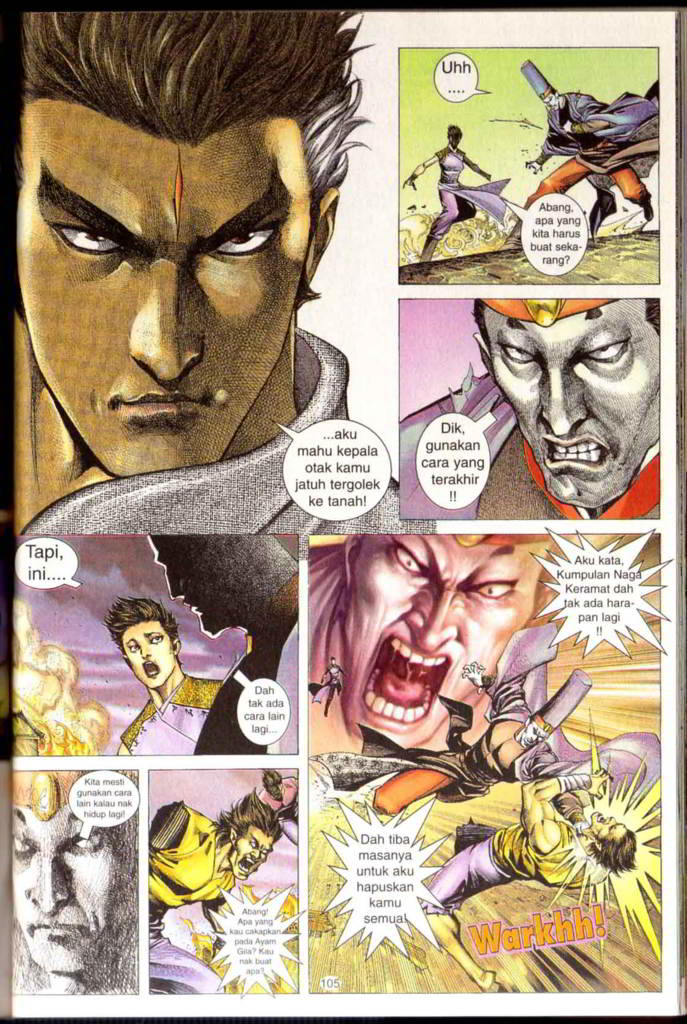 ...aku
mahu kepala
otak kamu
jatuh tergolek
ke tanah!
Uhh
....
Abang,
apa yang
kita harus
buat seka-
rang?
Dik,
gunakan
cara yang
terakhir
!!
Tapi,
ini....
Dah
tak ada
cara lain
lagi...
Kita mesti
gunakan cara
lain kalau nak
hidup lagi!
Abang!
Apa yang
kau cakapkan
pada Ayam
Gila? Kau
nak buat
apa?
Aku kata,
Kumpulan Naga
Keramat dah
tak ada hara-
pan lagi
!!
Dah tiba
masanya
untuk aku
hapuskan
kamu
semua!
Warkhh!
105